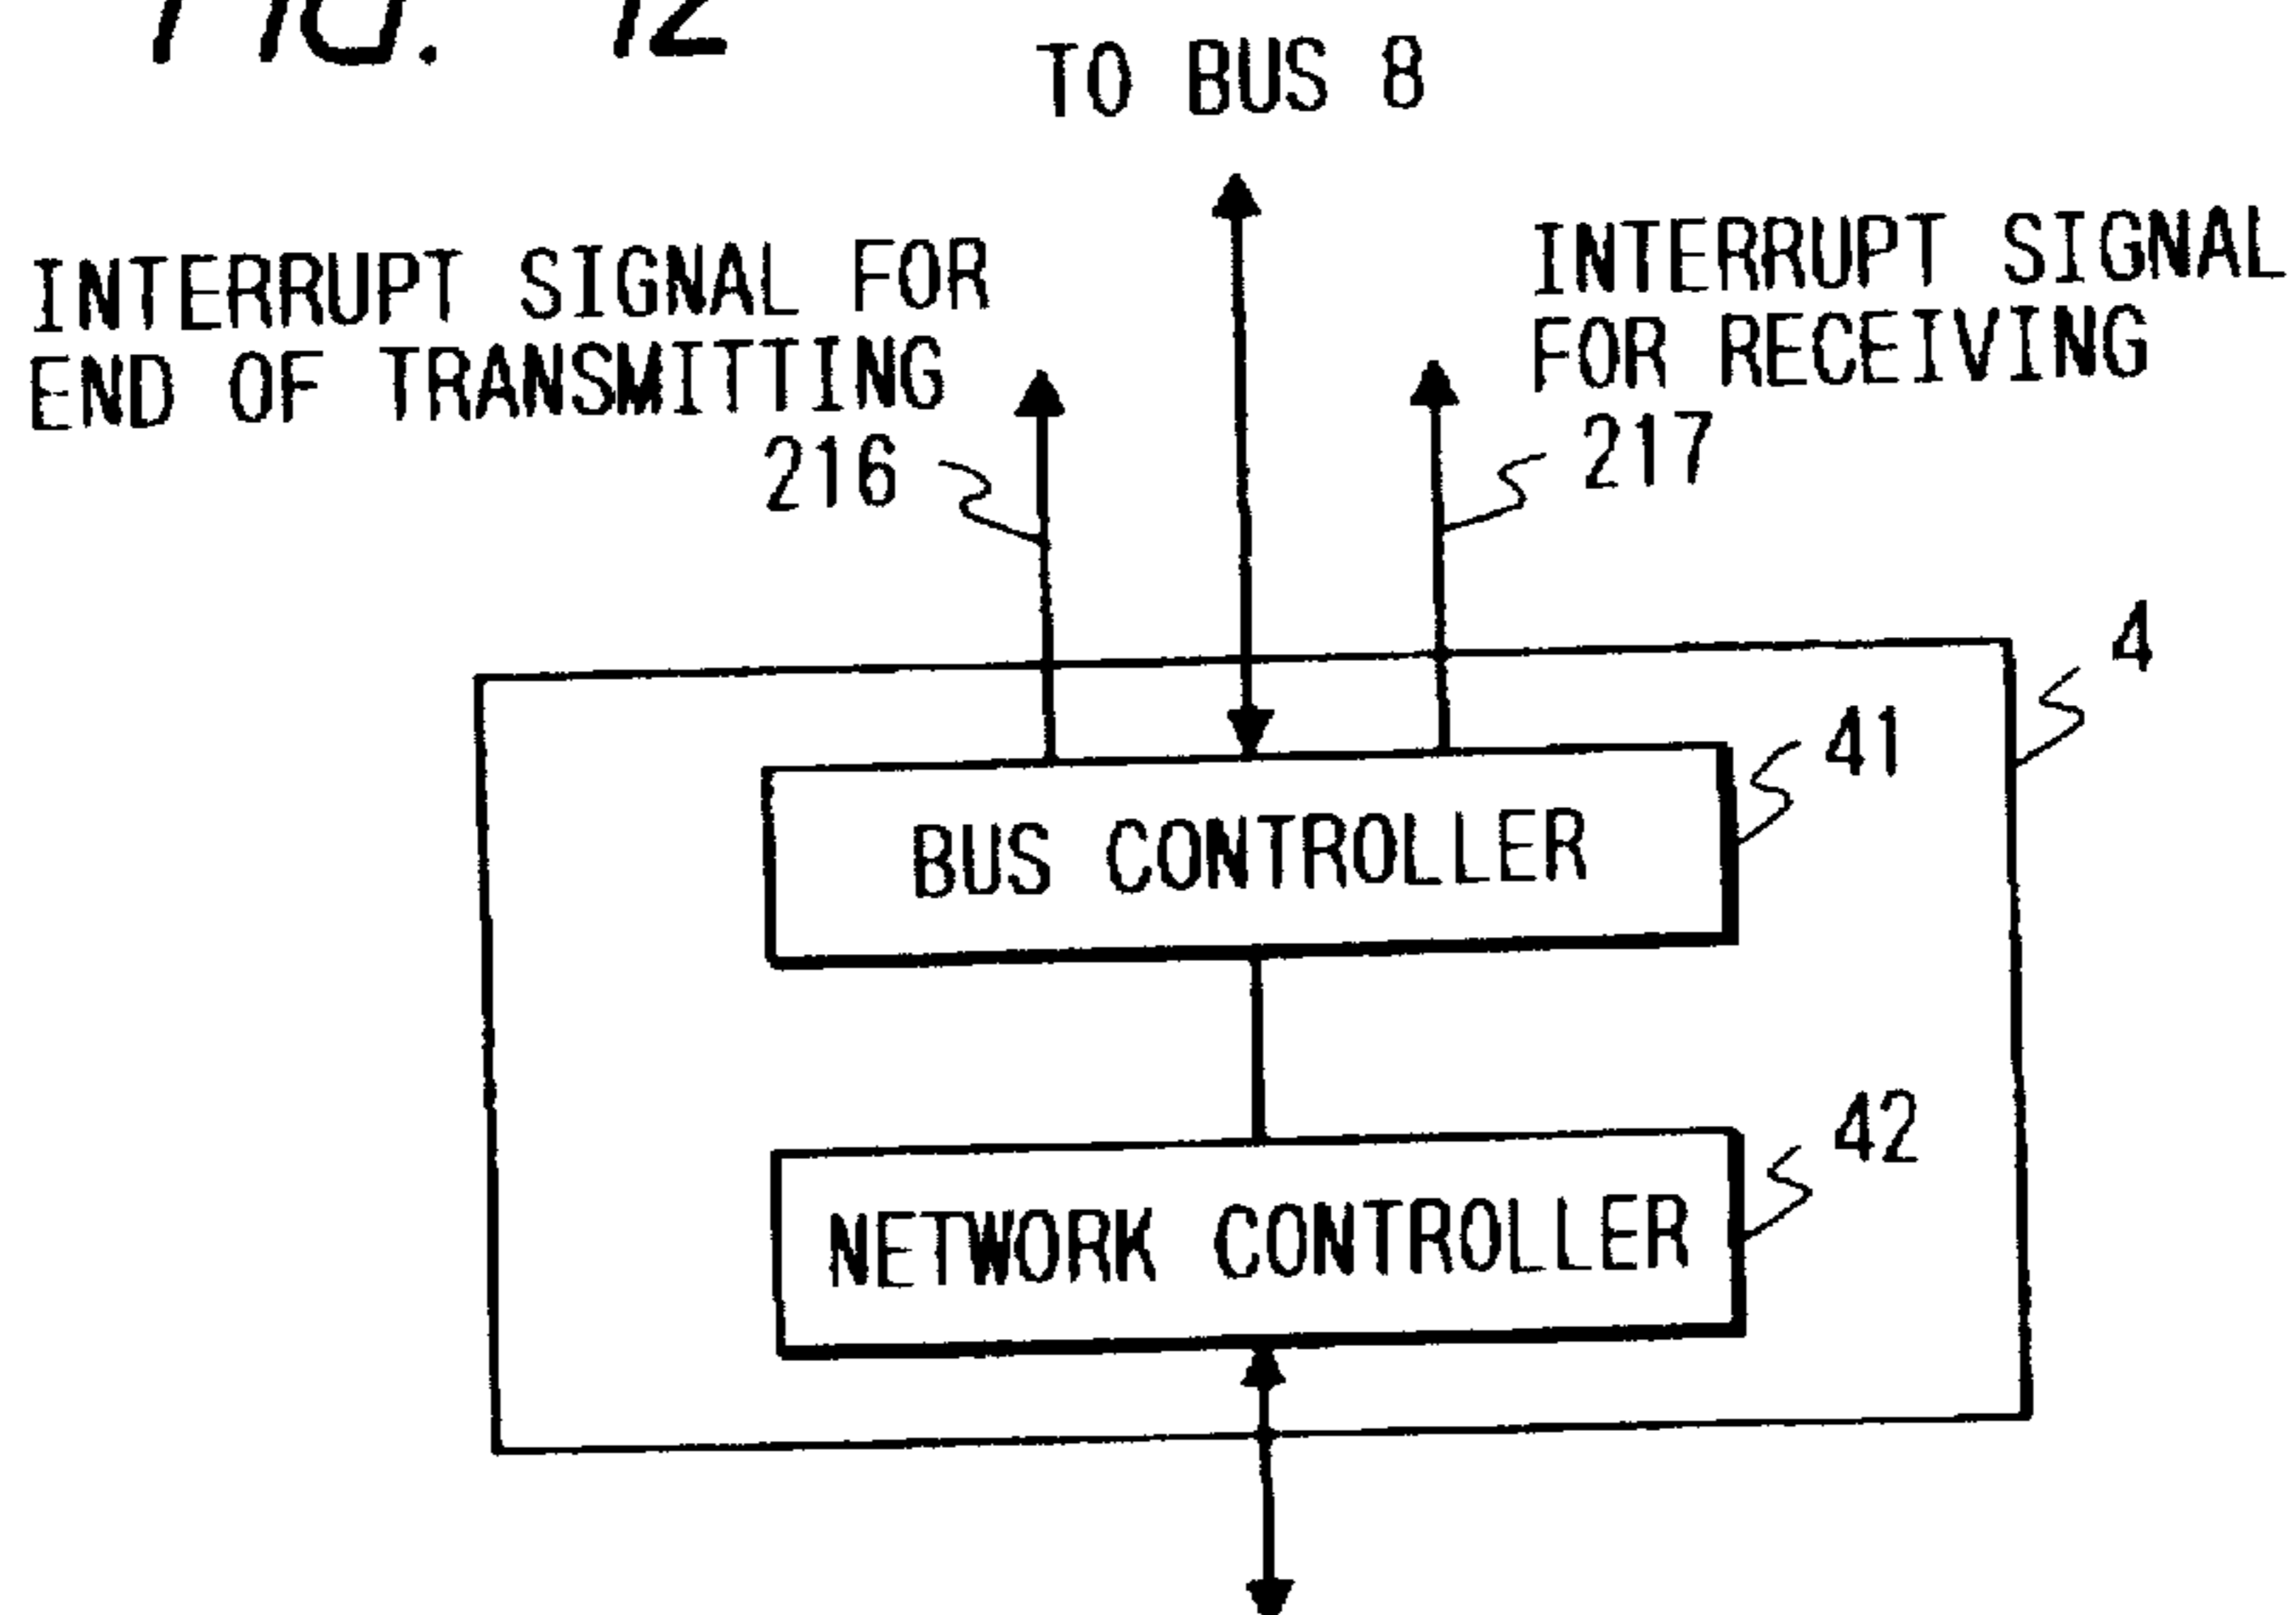 FIG. 12
TO BUS 8
INTERRUPT SIGNAL FOR
END OF TRANSMITTING
216
INTERRUPT SIGNAL
FOR RECEIVING
217
4
41
BUS CONTROLLER
42
NETWORK CONTROLLER